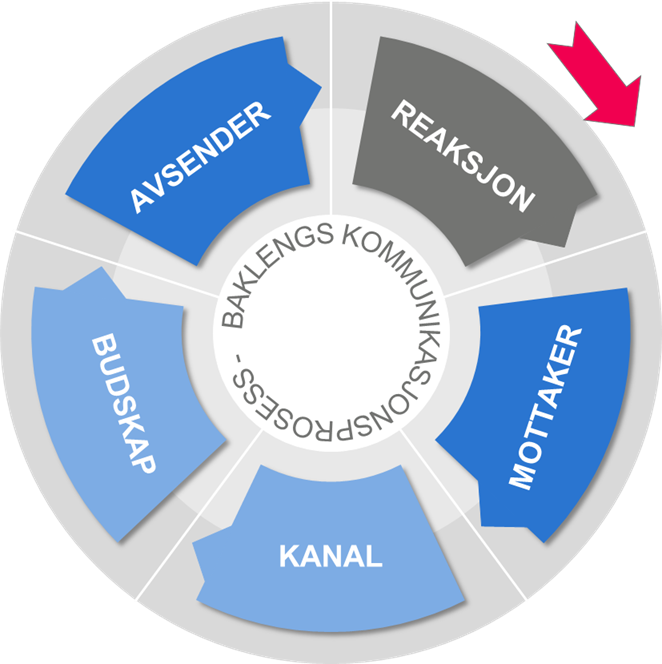 REAKSJON
MOTTAKER
KANAL
BUDSKAP
AVSENDER
BAKLENGS KOMMUNIKASJONSPROSESS -